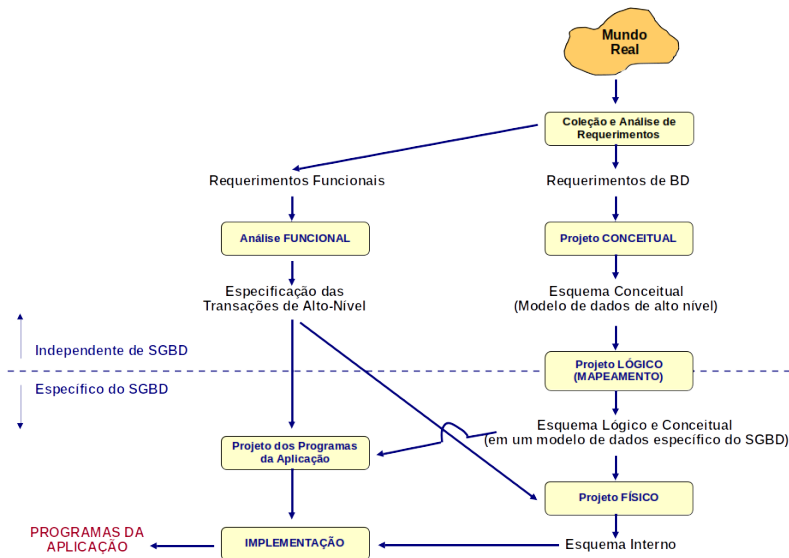 Mundo
Real
Coleção e Análise de
Requerimentos
Requerimentos Funcionais
Requerimentos de BD
Análise FUNCIONAL
Projeto CONCEITUAL
Especificação das
Transações de Alto-Nível
Esquema Conceitual
(Modelo de dados de alto nível)
Independente de SGBD
Projeto LÓGICO
(MAPEAMENTO)
Específico do SGBD
Esquema Lógico e Conceitual
(em um modelo de dados específico do SGBD)
Projeto dos Programas
da Aplicação
Projeto FÍSICO
PROGRAMAS DA
APLICAÇÃO
IMPLEMENTAÇÃO
Esquema Interno